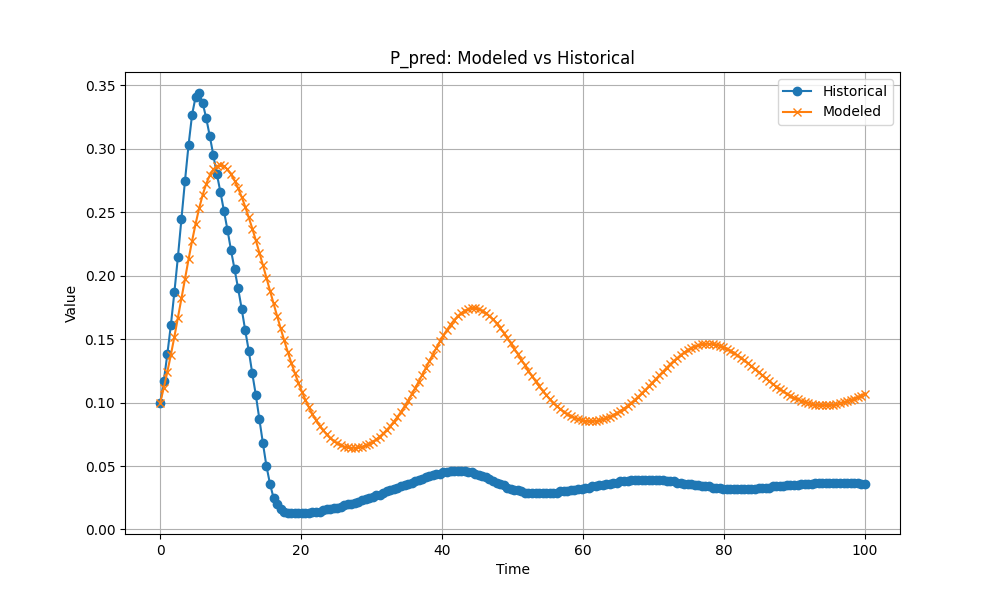 P_pred: Modeled vs Historical
Historical
Modeled
Value
0.35
0.30
0.25
0.20
0.15
0.10
0.05
0.00
0 20 40 60 80 100
Time